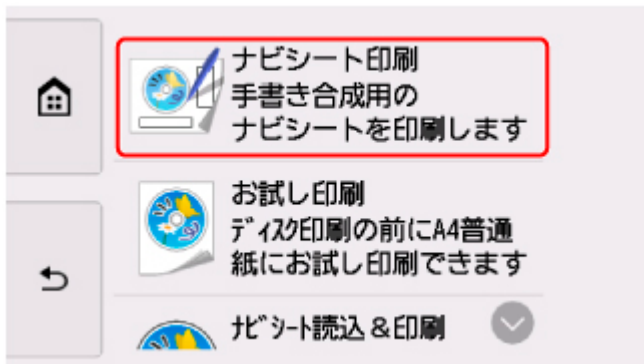 ナビシート印刷
手書き合成用の
ナビシートを印刷します
お試し印刷
ディスク印刷の前にA4普通
紙にお試し印刷できます
ナビシート読込&印刷